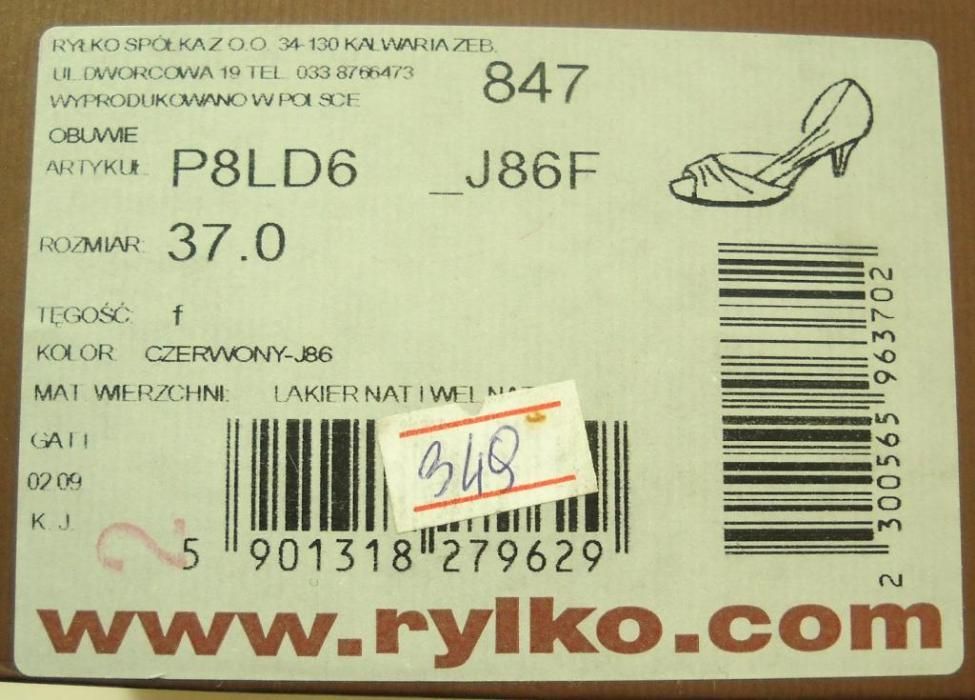 RYŁKO SPÓŁKA Z O.O. 34-130 KALWARIA ZEB.
UL.DWORCOWA 19 TEL. 033 8766473
847
WYPRODUKOWANO W POLSCE
OBUWIE
ARTYKUŁ: P8LD6 _J86F
ROZMIAR: 37.0
TĘGOŚĆ: f
KOLOR: CZERWONY-J86
MAT. WIERZCHNI: LAKIER NAT I WEL NAT
GAT I
02.09
K. J.
2
349
5 901318 279629
2 300565 963702
www.rylko.com